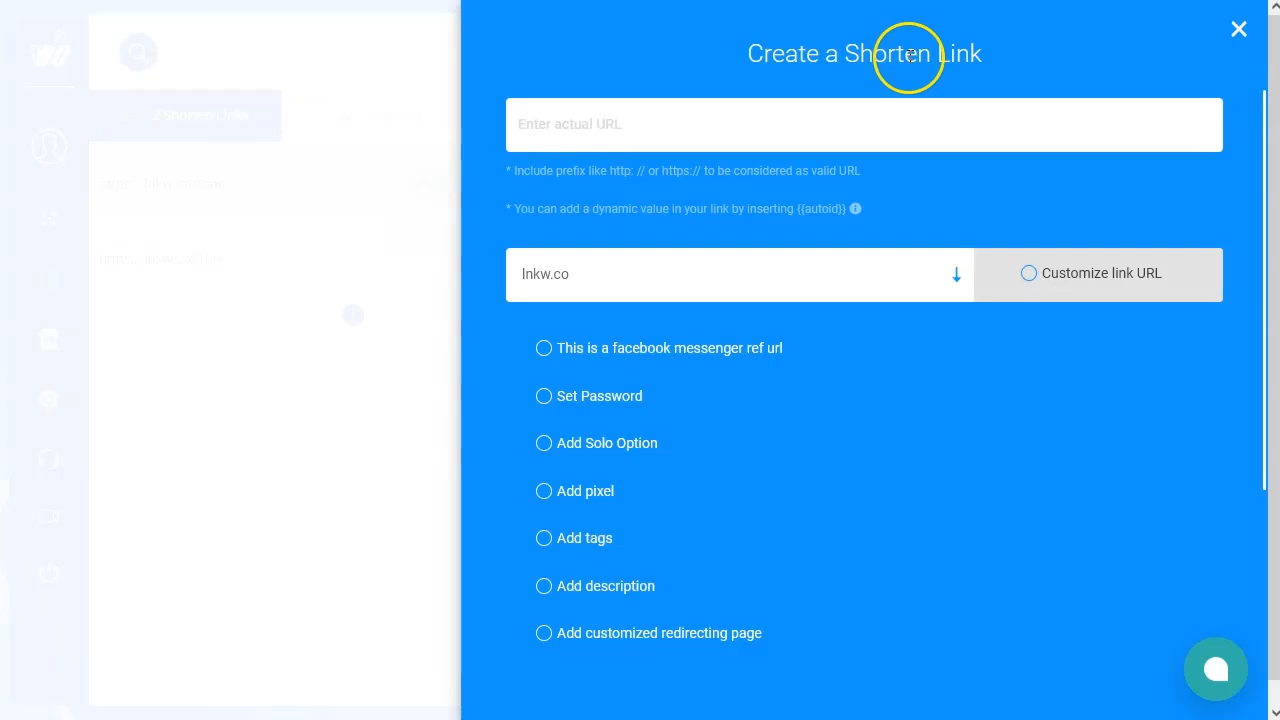 Create a Shorten Link
Enter actual URL
* Include prefix like http: // or https:// to be considered as valid URL
* You can add a dynamic value in your link by inserting {{autoid}}
lnkw.co
Customize link URL
This is a facebook messenger ref url
Set Password
Add Solo Option
Add pixel
Add tags
Add description
Add customized redirecting page